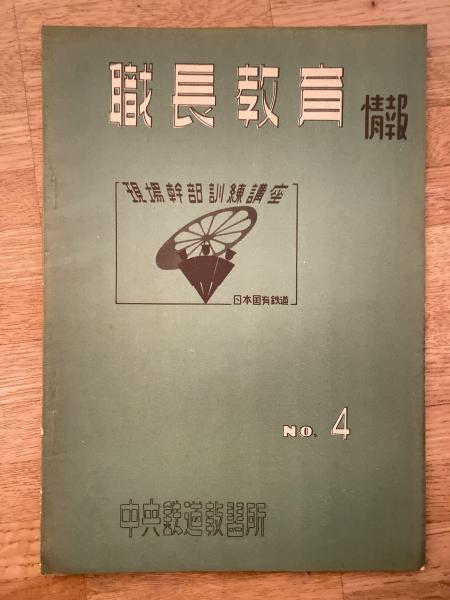 職長教育
情報
現場幹部訓練講座
日本国有鉄道
NO. 4
中央鉄道教習所